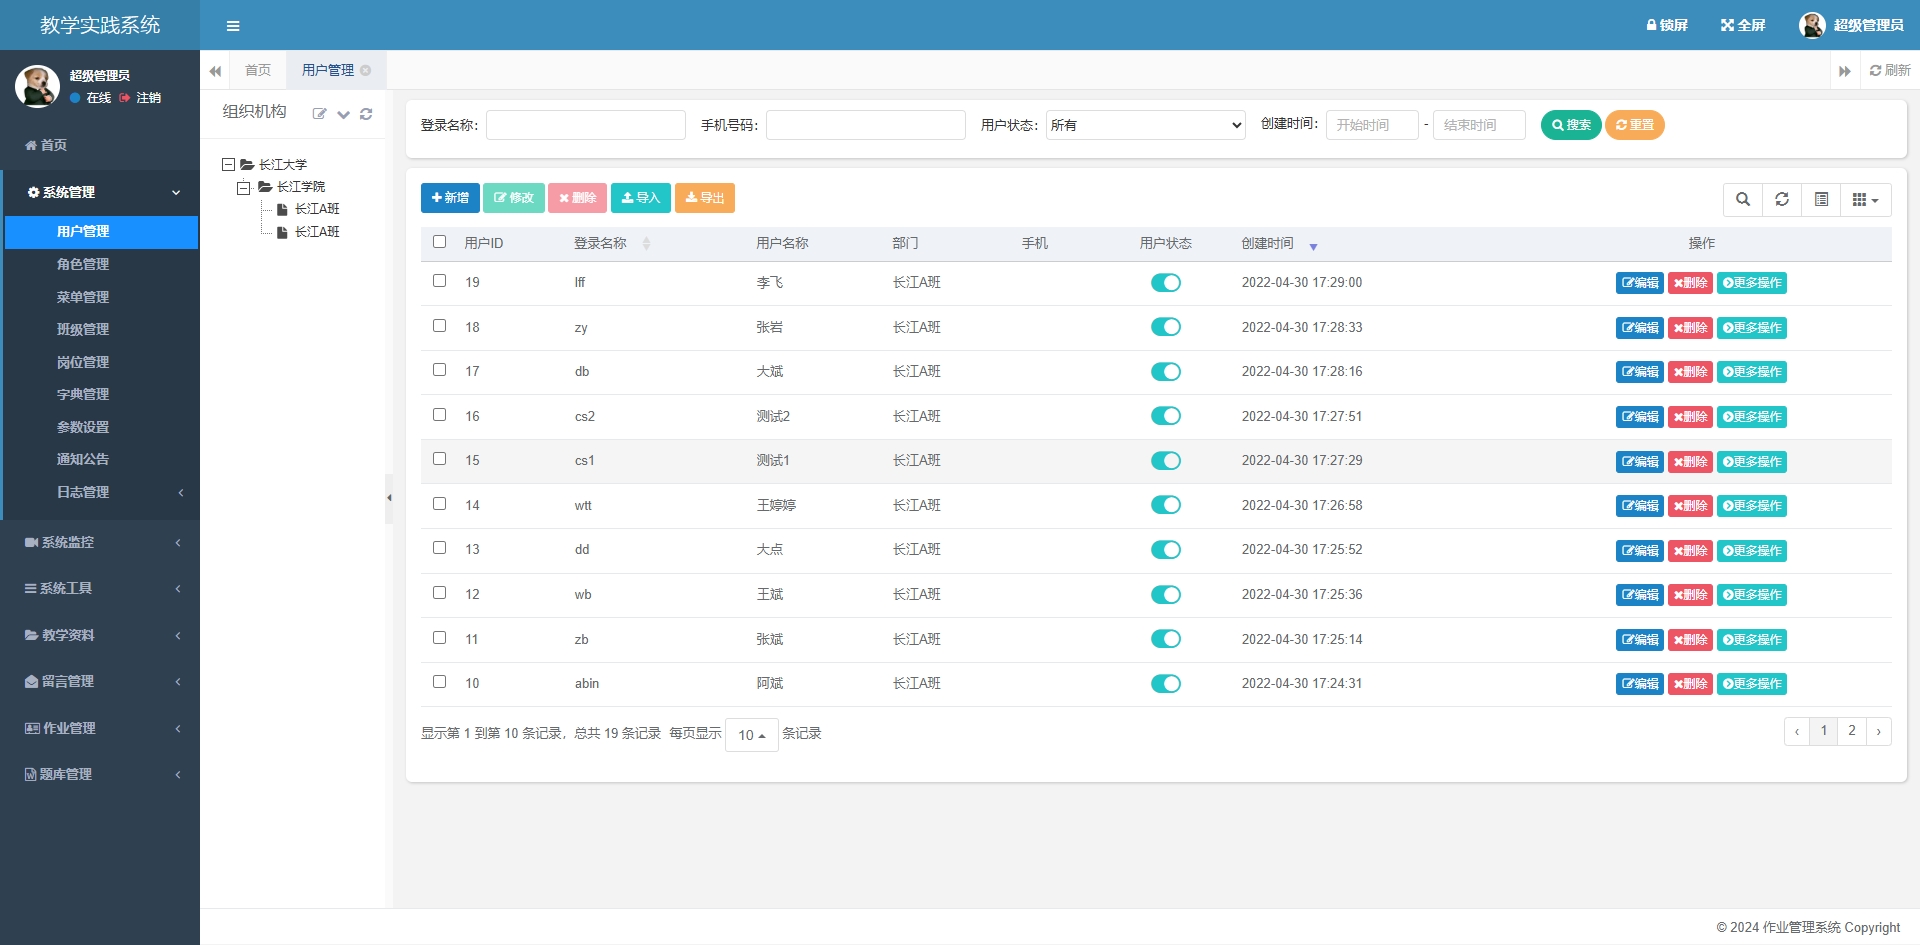 教学实践系统
锁屏 全屏 超级管理员
超级管理员
在线 注销
首页
系统管理
用户管理
角色管理
菜单管理
班级管理
岗位管理
字典管理
参数设置
通知公告
日志管理
系统监控
系统工具
教学资料
留言管理
作业管理
题库管理
首页 用户管理 刷新
组织机构
长江大学
长江学院
长江A班
长江A班
登录名称： 手机号码： 用户状态： 所有 创建时间： 开始时间 - 结束时间 搜索 重置
新增 修改 删除 导入 导出
用户ID 登录名称 用户名称 部门 手机 用户状态 创建时间 操作
19 lff 李飞 长江A班 2022-04-30 17:29:00 编辑 删除 更多操作
18 zy 张岩 长江A班 2022-04-30 17:28:33 编辑 删除 更多操作
17 db 大斌 长江A班 2022-04-30 17:28:16 编辑 删除 更多操作
16 cs2 测试2 长江A班 2022-04-30 17:27:51 编辑 删除 更多操作
15 cs1 测试1 长江A班 2022-04-30 17:27:29 编辑 删除 更多操作
14 wtt 王婷婷 长江A班 2022-04-30 17:26:58 编辑 删除 更多操作
13 dd 大点 长江A班 2022-04-30 17:25:52 编辑 删除 更多操作
12 wb 王斌 长江A班 2022-04-30 17:25:36 编辑 删除 更多操作
11 zb 张斌 长江A班 2022-04-30 17:25:14 编辑 删除 更多操作
10 abin 阿斌 长江A班 2022-04-30 17:24:31 编辑 删除 更多操作
显示第 1 到第 10 条记录，总共 19 条记录 每页显示 10 条记录
‹ 1 2 ›
© 2024 作业管理系统 Copyright